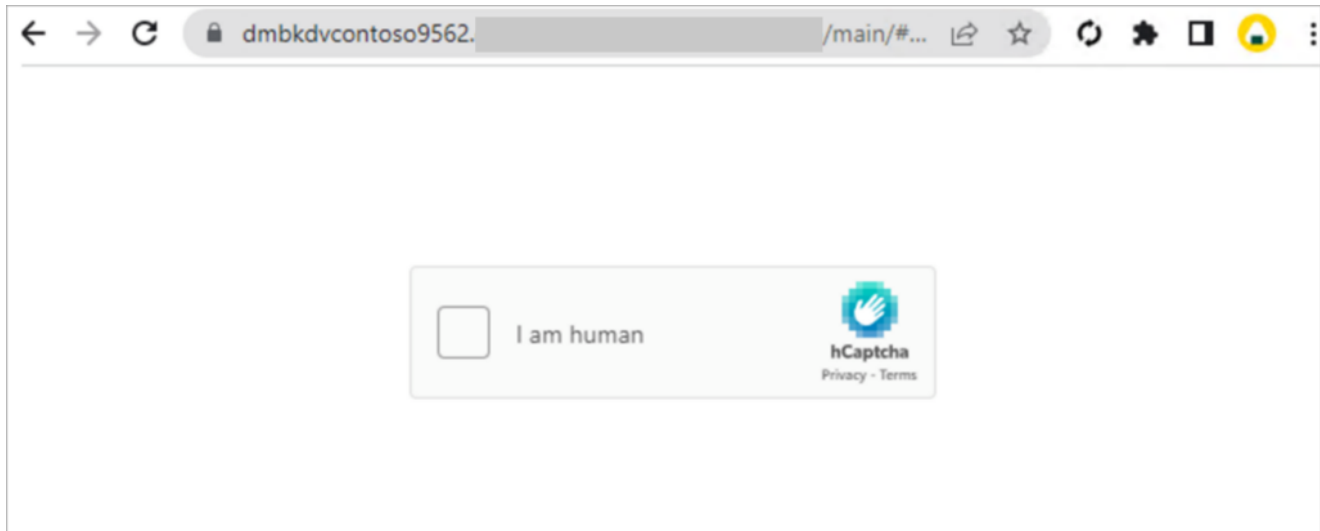 dmbkdvcontoso9562. /main/#...
I am human
hCaptcha
Privacy - Terms